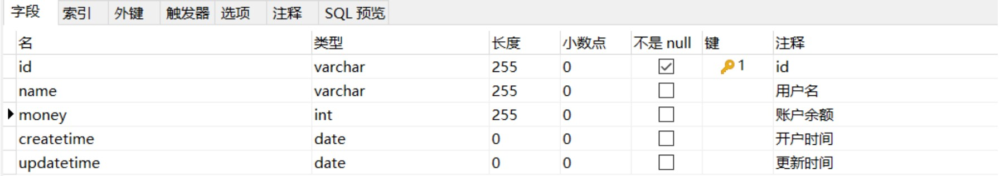 字段 索引 外键 触发器 选项 注释 SQL 预览
名 类型 长度 小数点 不是 null 键 注释
id varchar 255 0 1 id
name varchar 255 0 用户名
money int 255 0 账户余额
createtime date 0 0 开户时间
updatetime date 0 0 更新时间